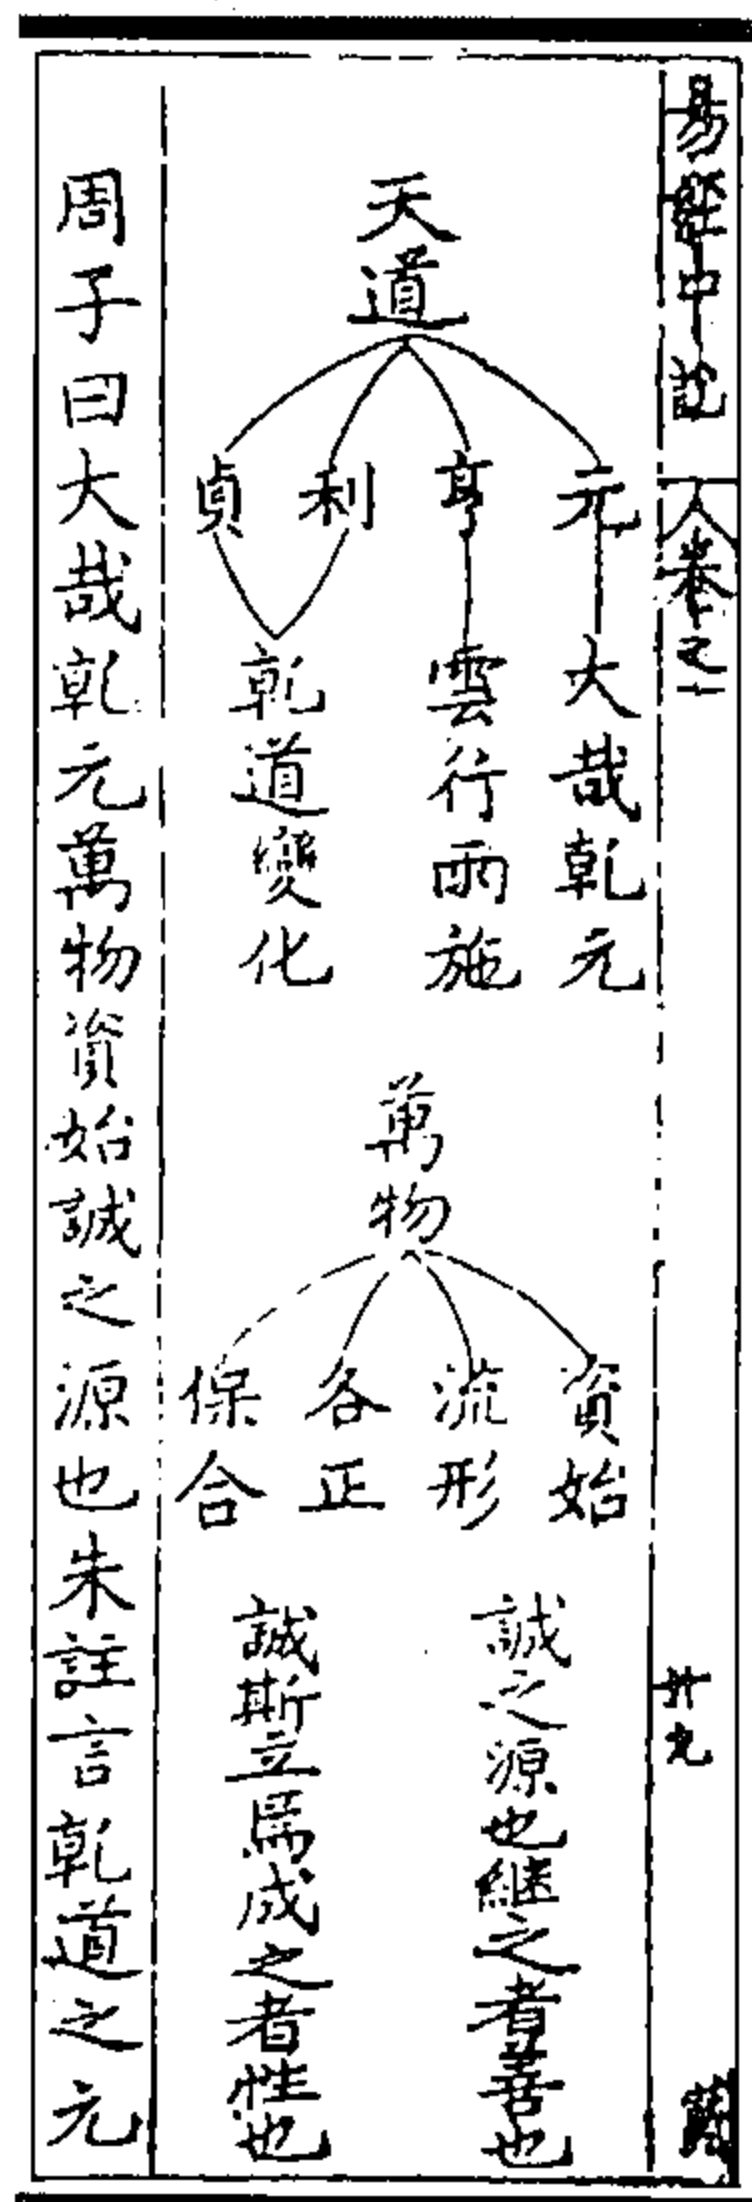 易經中說 卷之一
廿九
天道
元 亨 利 貞
大哉乾元
雲行雨施
乾道變化
萬物
資始
流形
各正
保合
誠之源也繼之者善也
誠斯立焉成之者性也
周子曰大哉乾元萬物資始誠之源也朱註言乾道之元